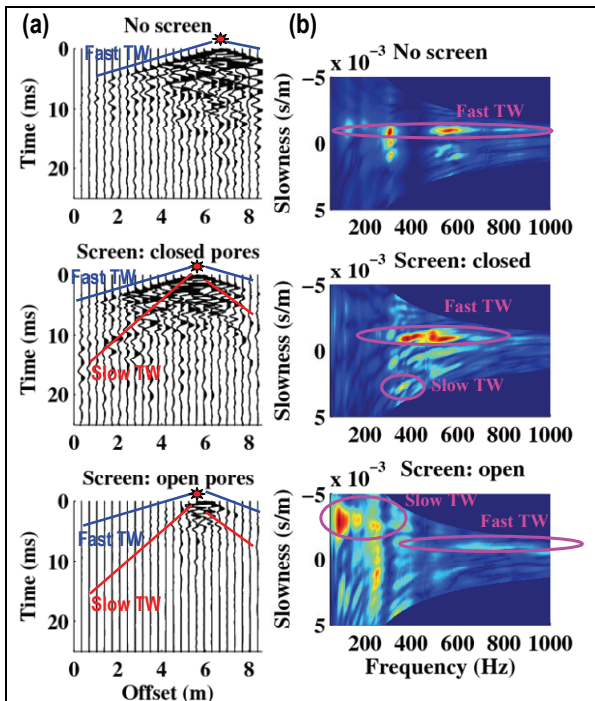 (a)
No screen
Fast TW
0
10
20
Time (ms)
0 2 4 6 8
Screen: closed pores
Fast TW
Slow TW
0
10
20
Time (ms)
0 2 4 6 8
Screen: open pores
Fast TW
Slow TW
0
10
20
Time (ms)
0 2 4 6 8
Offset (m)
(b)
x 10⁻³ No screen
Fast TW
−5
0
5
Slowness (s/m)
200 400 600 800 1000
x 10⁻³ Screen: closed
Fast TW
Slow TW
−5
0
5
Slowness (s/m)
200 400 600 800 1000
x 10⁻³ Screen: open
Slow TW
Fast TW
−5
0
5
Slowness (s/m)
200 400 600 800 1000
Frequency (Hz)